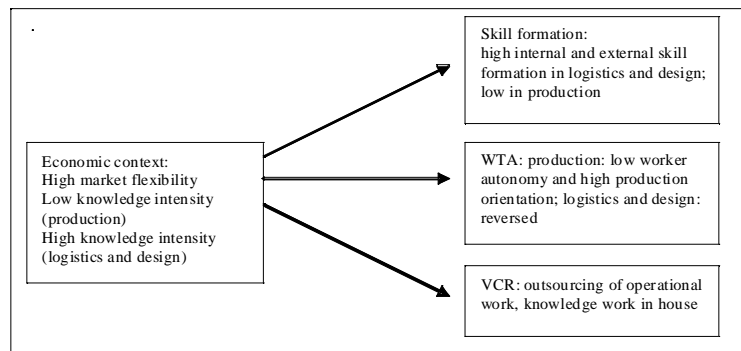 Skill formation:
high internal and external skill
formation in logistics and design;
low in production
Economic context:
High market flexibility
Low knowledge intensity
(production)
High knowledge intensity
(logistics and design)
WTA: production: low worker
autonomy and high production
orientation; logistics and design:
reversed
VCR: outsourcing of operational
work, knowledge work in house